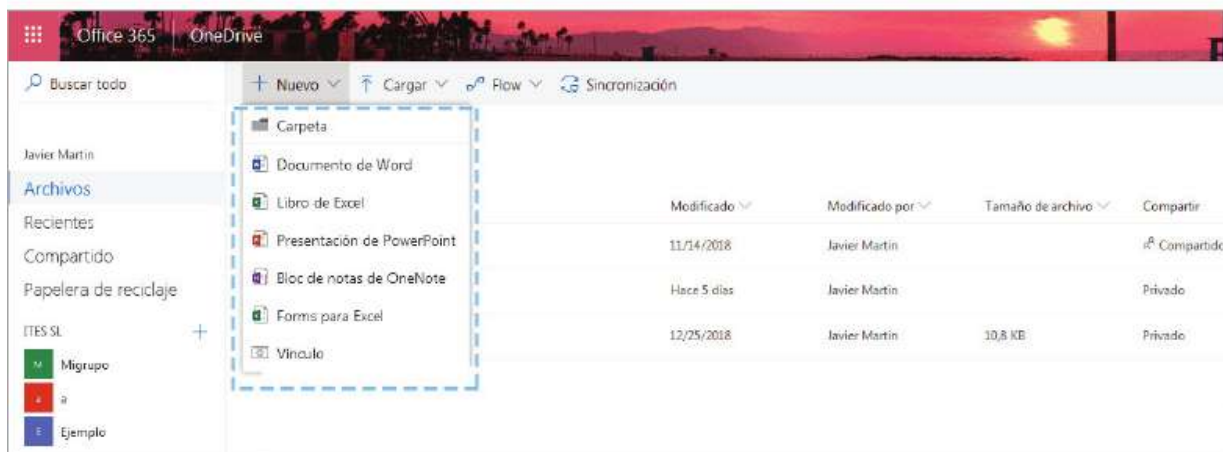 Office 365 OneDrive
Buscar todo
Nuevo Cargar Flow Sincronización
Carpeta
Javier Martin
Documento de Word
Archivos
Libro de Excel
Modificado Modificado por Tamaño de archivo Compartir
Recientes
Presentación de PowerPoint
11/14/2018 Javier Martin Compartido
Compartido
Bloc de notas de OneNote
Papelera de reciclaje
Hace 5 días Javier Martin Privado
Forms para Excel
ITES SL
12/25/2018 Javier Martin 10,8 KB Privado
Vínculo
M Migrupo
a a
E Ejemplo